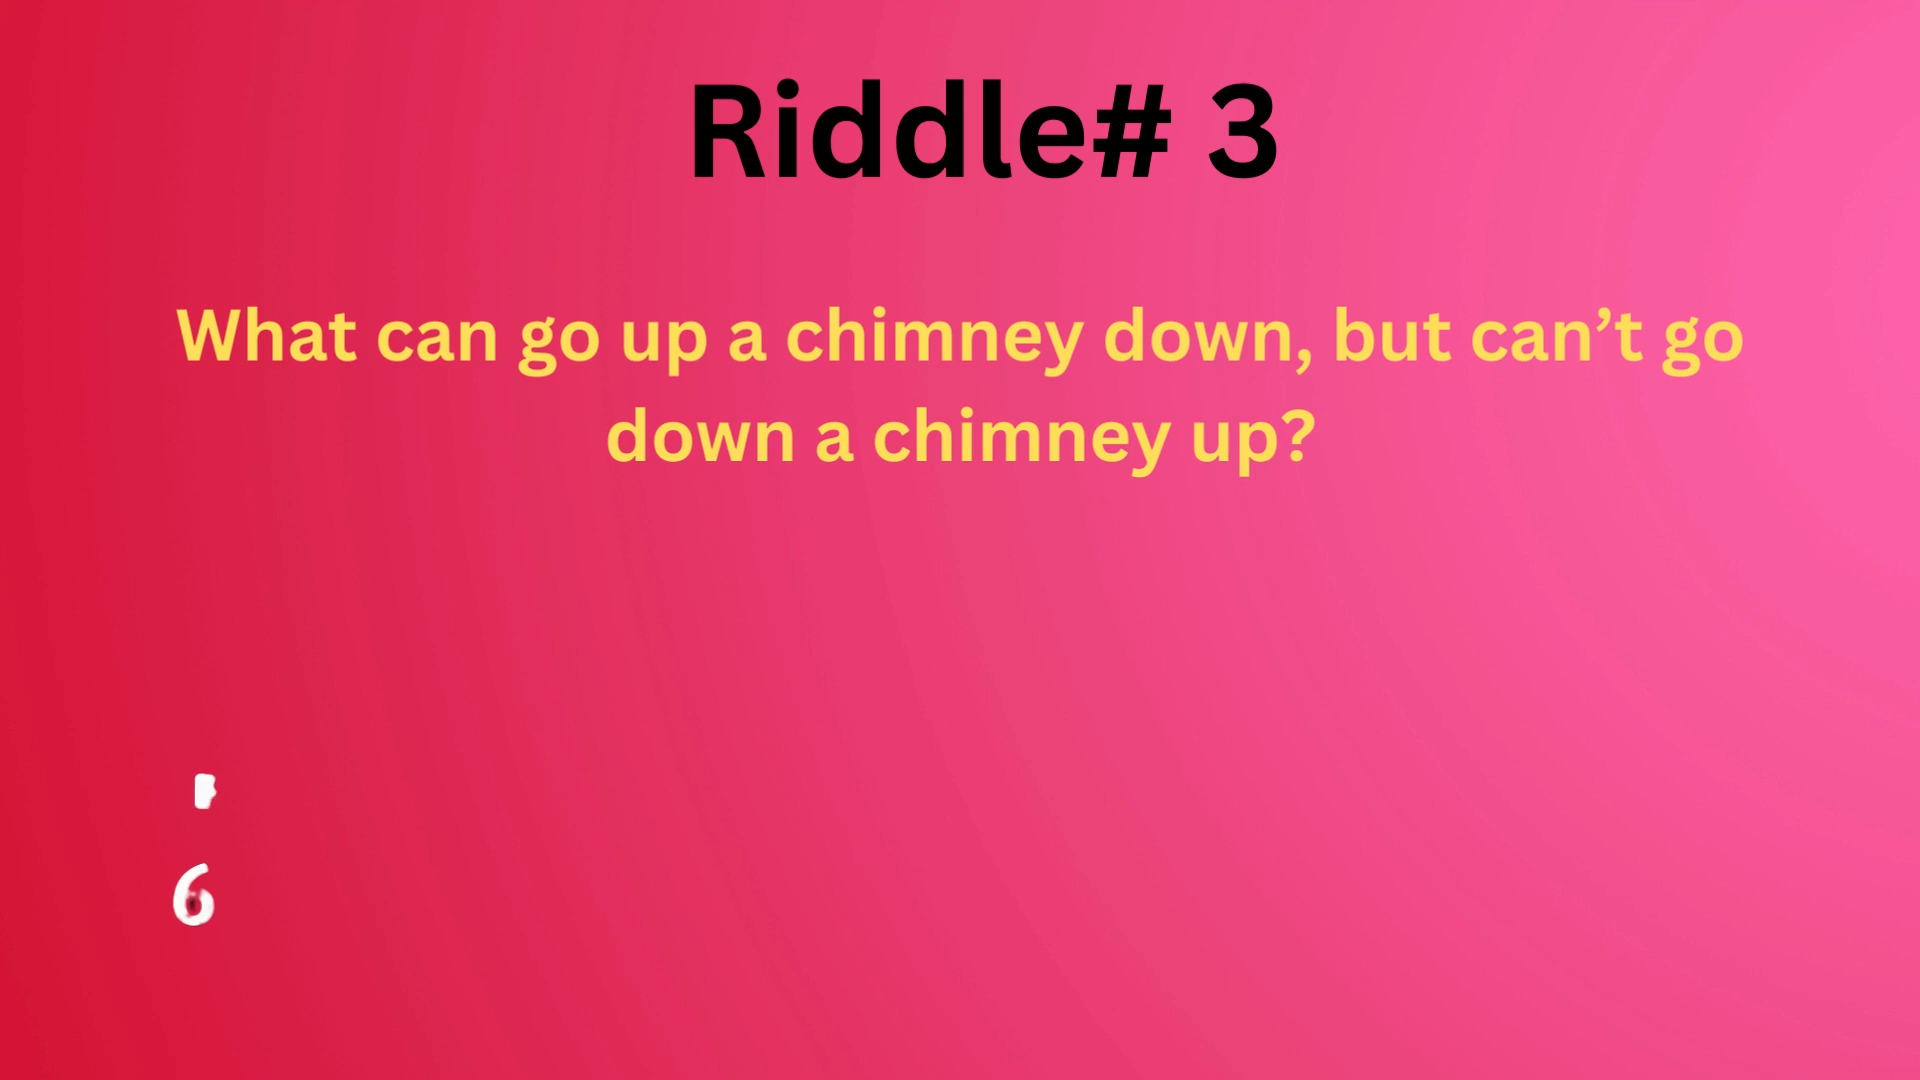 Riddle# 3
What can go up a chimney down, but can’t go
down a chimney up?
6